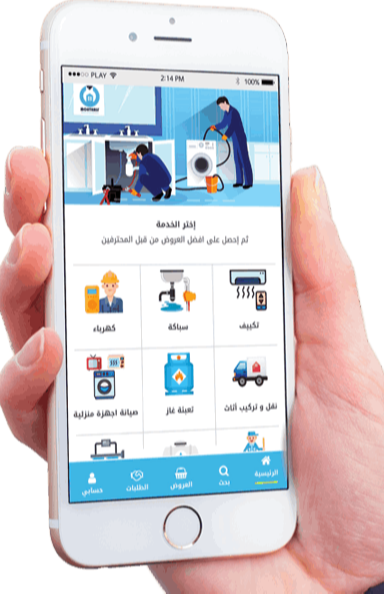 PLAY
2:14 PM
100%
إختر الخدمة
ثم إحصل على افضل العروض من قبل المحترفين
تكييف
سباكة
كهرباء
نقل و تركيب أثاث
تعبئة غاز
صيانة اجهزة منزلية
الرئيسية
بحث
العروض
الطلبات
حسابي